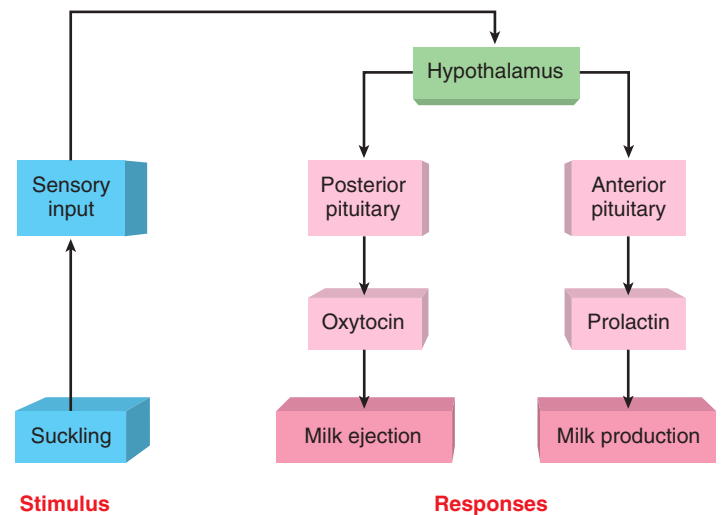 Hypothalamus
Sensory
input
Posterior
pituitary
Anterior
pituitary
Oxytocin
Prolactin
Suckling
Milk ejection
Milk production
Stimulus
Responses